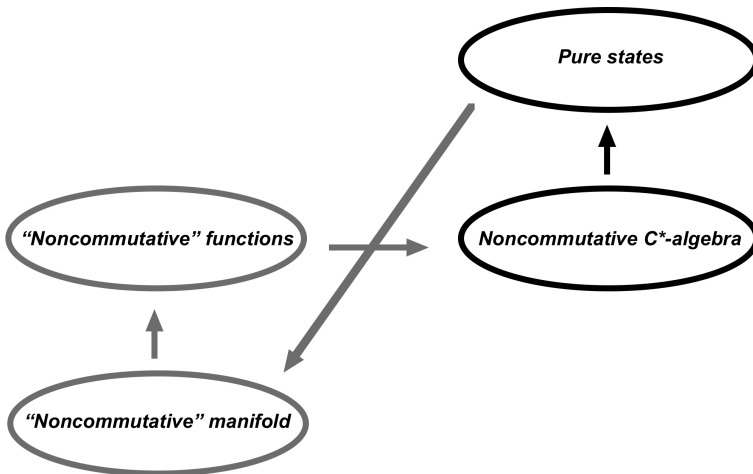 Pure states
“Noncommutative” functions
Noncommutative C*-algebra
“Noncommutative” manifold